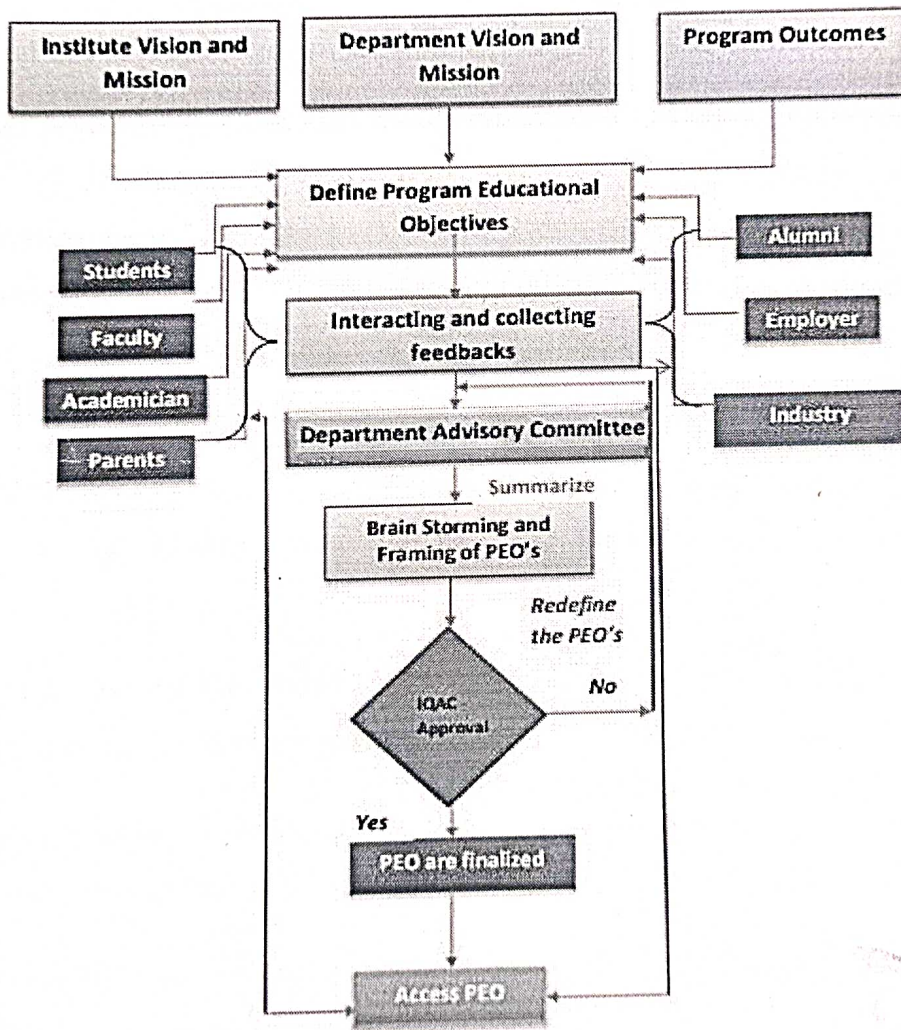 Institute Vision and
Mission
Department Vision and
Mission
Program Outcomes
Define Program Educational
Objectives
Students
Faculty
Academician
Parents
Alumni
Employer
Industry
Interacting and collecting
feedbacks
Department Advisory Committee
Summarize
Brain Storming and
Framing of PEO's
Redefine
the PEO's
No
IQAC -
Approval
Yes
PEO are finalized
Access PEO